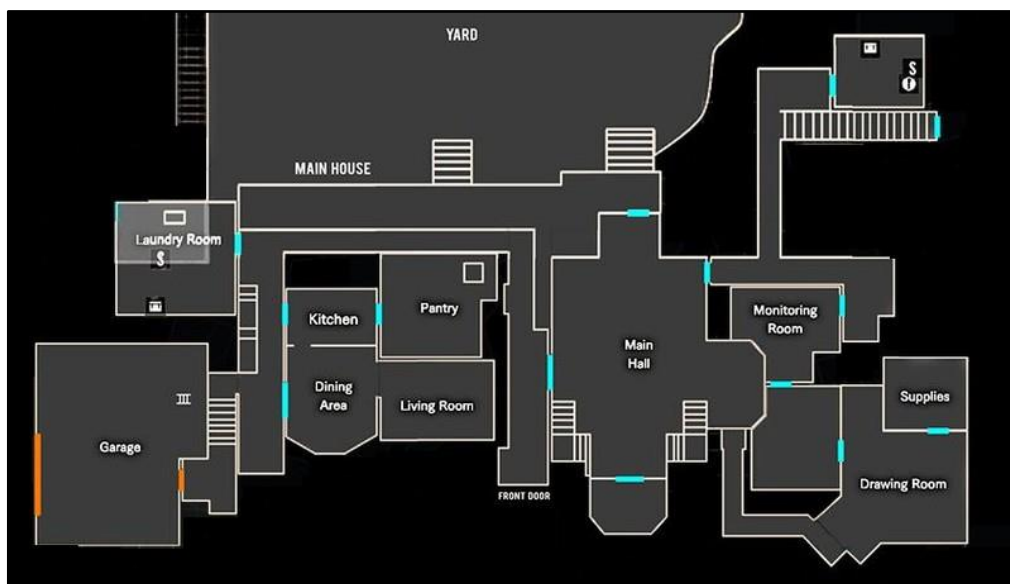 YARD
S
MAIN HOUSE
Laundry Room
S
Kitchen
Pantry
Monitoring
Room
Main
Hall
Dining
Area
Living Room
Supplies
Garage
Drawing Room
FRONT DOOR